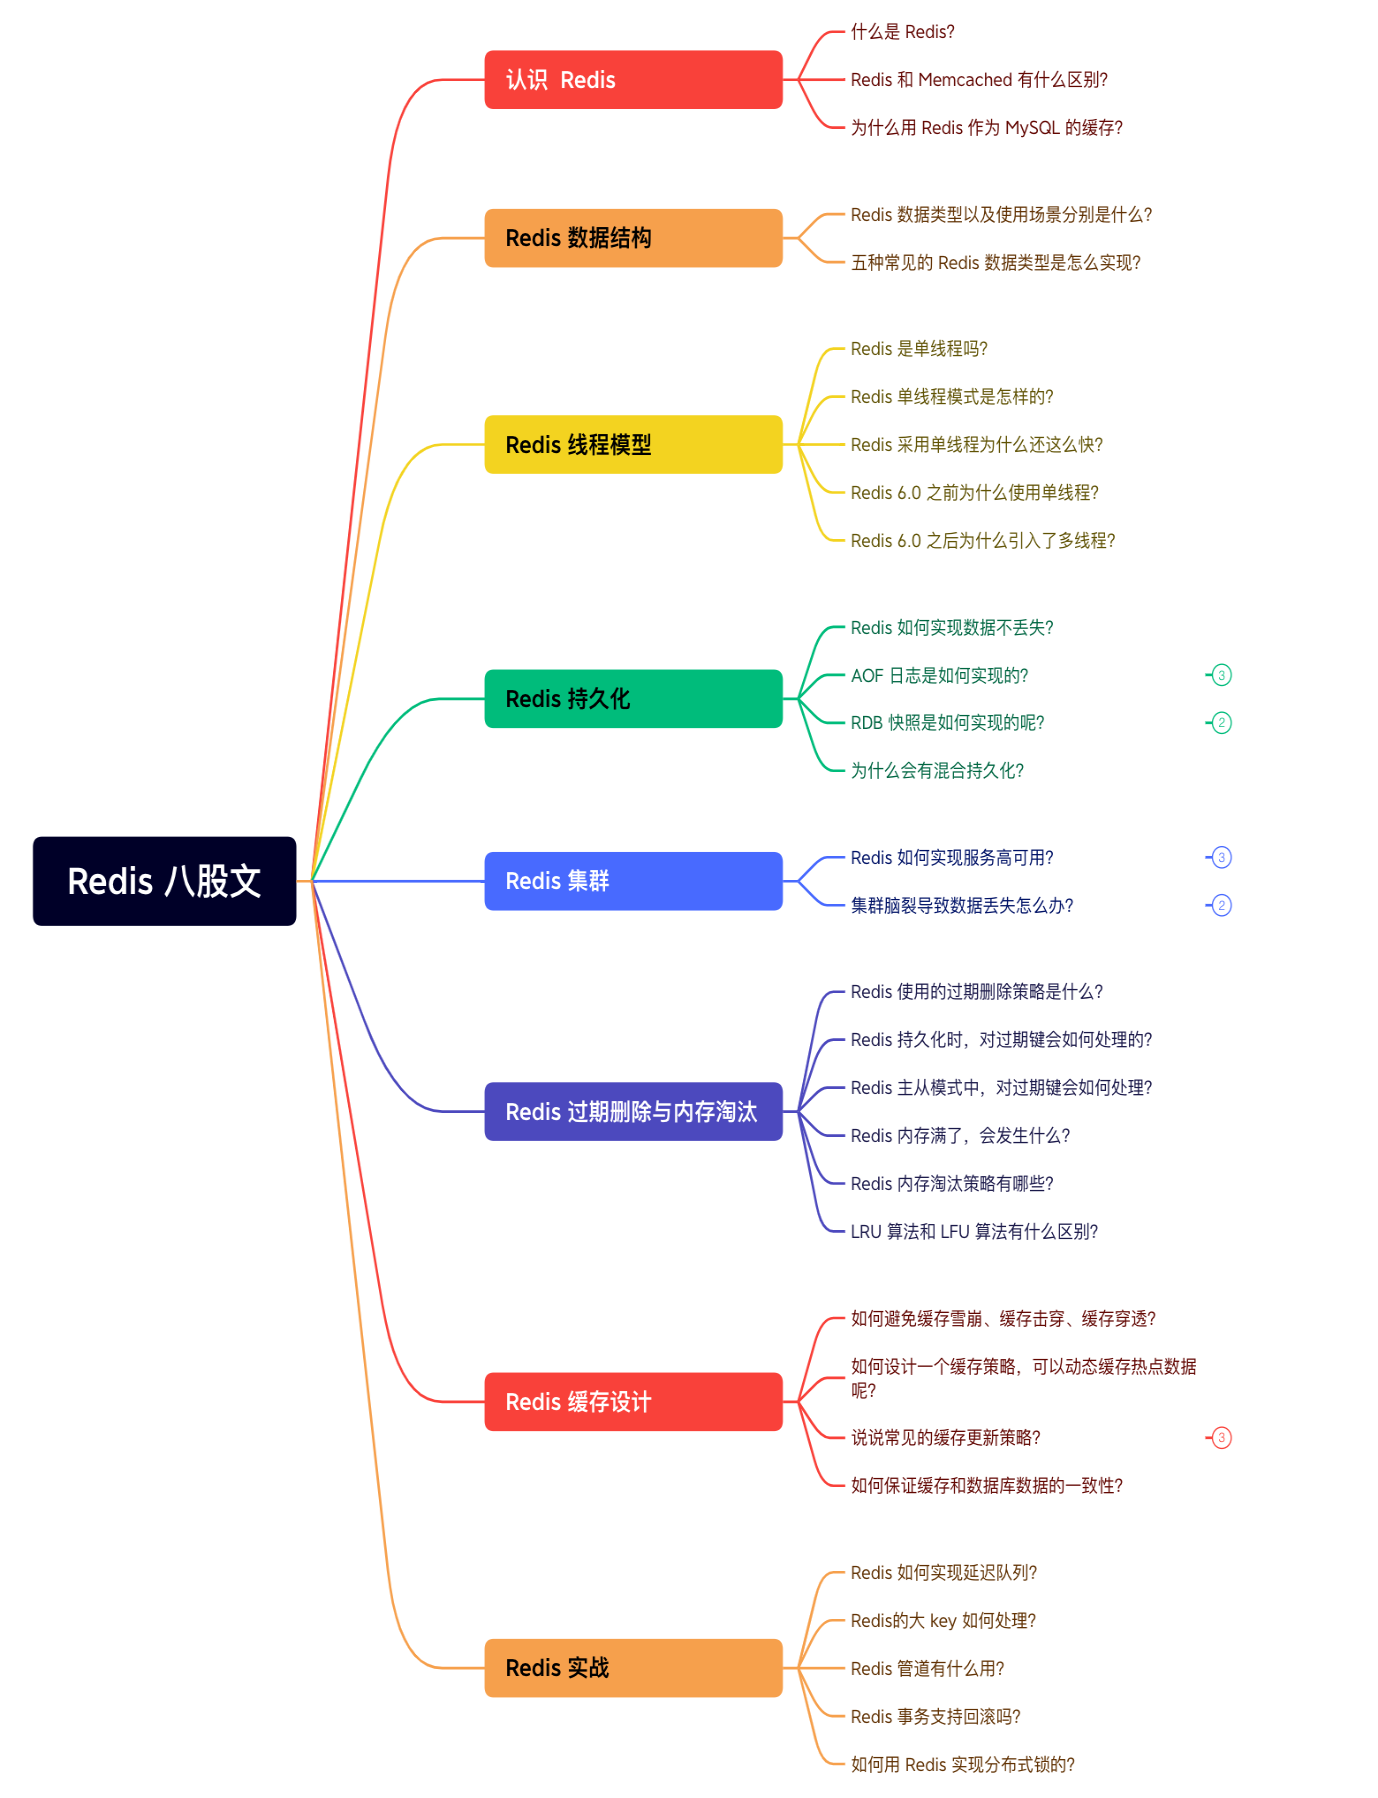 Redis 八股文
认识  Redis
什么是 Redis?
Redis 和 Memcached 有什么区别?
为什么用 Redis 作为 MySQL 的缓存?
Redis 数据结构
Redis 数据类型以及使用场景分别是什么?
五种常见的 Redis 数据类型是怎么实现?
Redis 线程模型
Redis 是单线程吗?
Redis 单线程模式是怎样的?
Redis 采用单线程为什么还这么快?
Redis 6.0 之前为什么使用单线程?
Redis 6.0 之后为什么引入了多线程?
Redis 持久化
Redis 如何实现数据不丢失?
AOF 日志是如何实现的?
3
RDB 快照是如何实现的呢?
2
为什么会有混合持久化?
Redis 集群
Redis 如何实现服务高可用?
3
集群脑裂导致数据丢失怎么办?
2
Redis 过期删除与内存淘汰
Redis 使用的过期删除策略是什么?
Redis 持久化时，对过期键会如何处理的?
Redis 主从模式中，对过期键会如何处理?
Redis 内存满了，会发生什么?
Redis 内存淘汰策略有哪些?
LRU 算法和 LFU 算法有什么区别?
Redis 缓存设计
如何避免缓存雪崩、缓存击穿、缓存穿透?
如何设计一个缓存策略，可以动态缓存热点数据
呢?
说说常见的缓存更新策略?
3
如何保证缓存和数据库数据的一致性?
Redis 实战
Redis 如何实现延迟队列?
Redis的大 key 如何处理?
Redis 管道有什么用?
Redis 事务支持回滚吗?
如何用 Redis 实现分布式锁的?